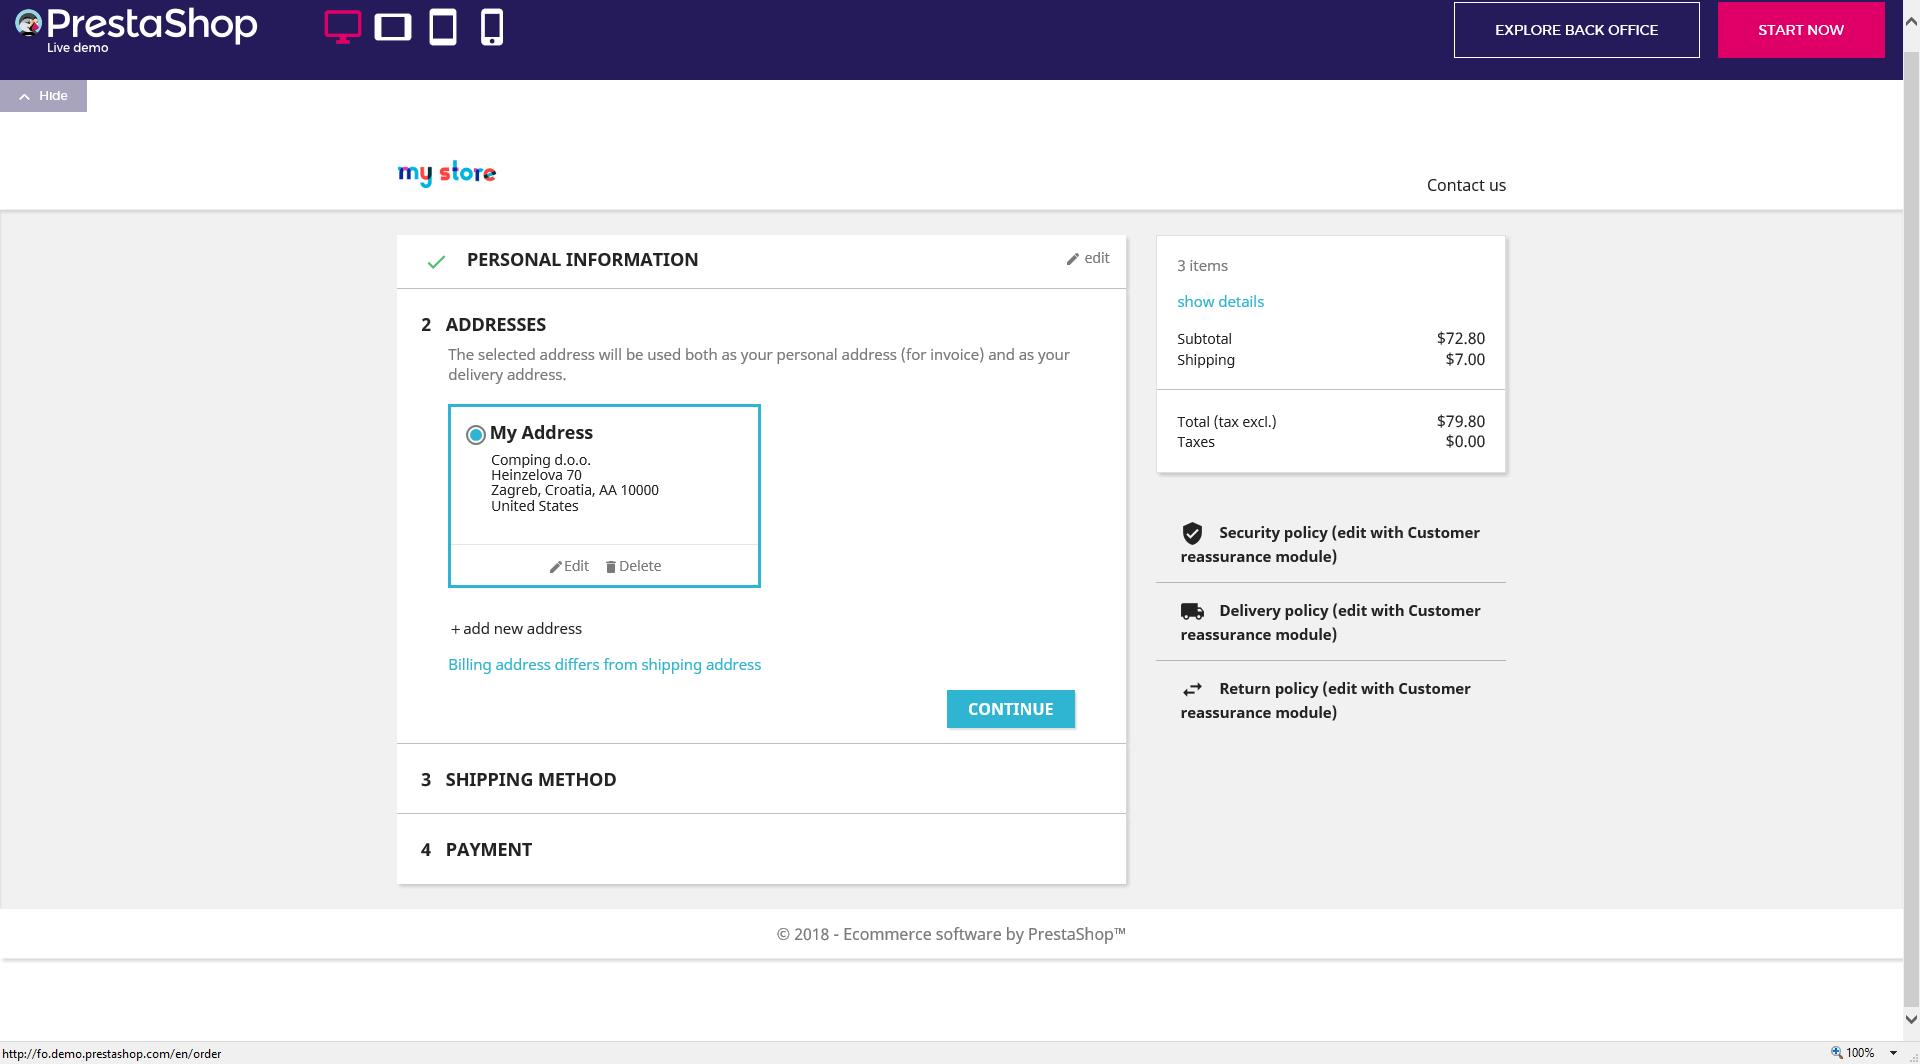 PrestaShop
Live demo
EXPLORE BACK OFFICE
START NOW
Hide
my store
Contact us
PERSONAL INFORMATION
edit
2 ADDRESSES
The selected address will be used both as your personal address (for invoice) and as your
delivery address.
My Address
Comping d.o.o.
Heinzelova 70
Zagreb, Croatia, AA 10000
United States
Edit Delete
+ add new address
Billing address differs from shipping address
CONTINUE
3 SHIPPING METHOD
4 PAYMENT
3 items
show details
Subtotal $72.80
Shipping $7.00
Total (tax excl.) $79.80
Taxes $0.00
Security policy (edit with Customer
reassurance module)
Delivery policy (edit with Customer
reassurance module)
Return policy (edit with Customer
reassurance module)
© 2018 - Ecommerce software by PrestaShop™
http://fo.demo.prestashop.com/en/order
100%